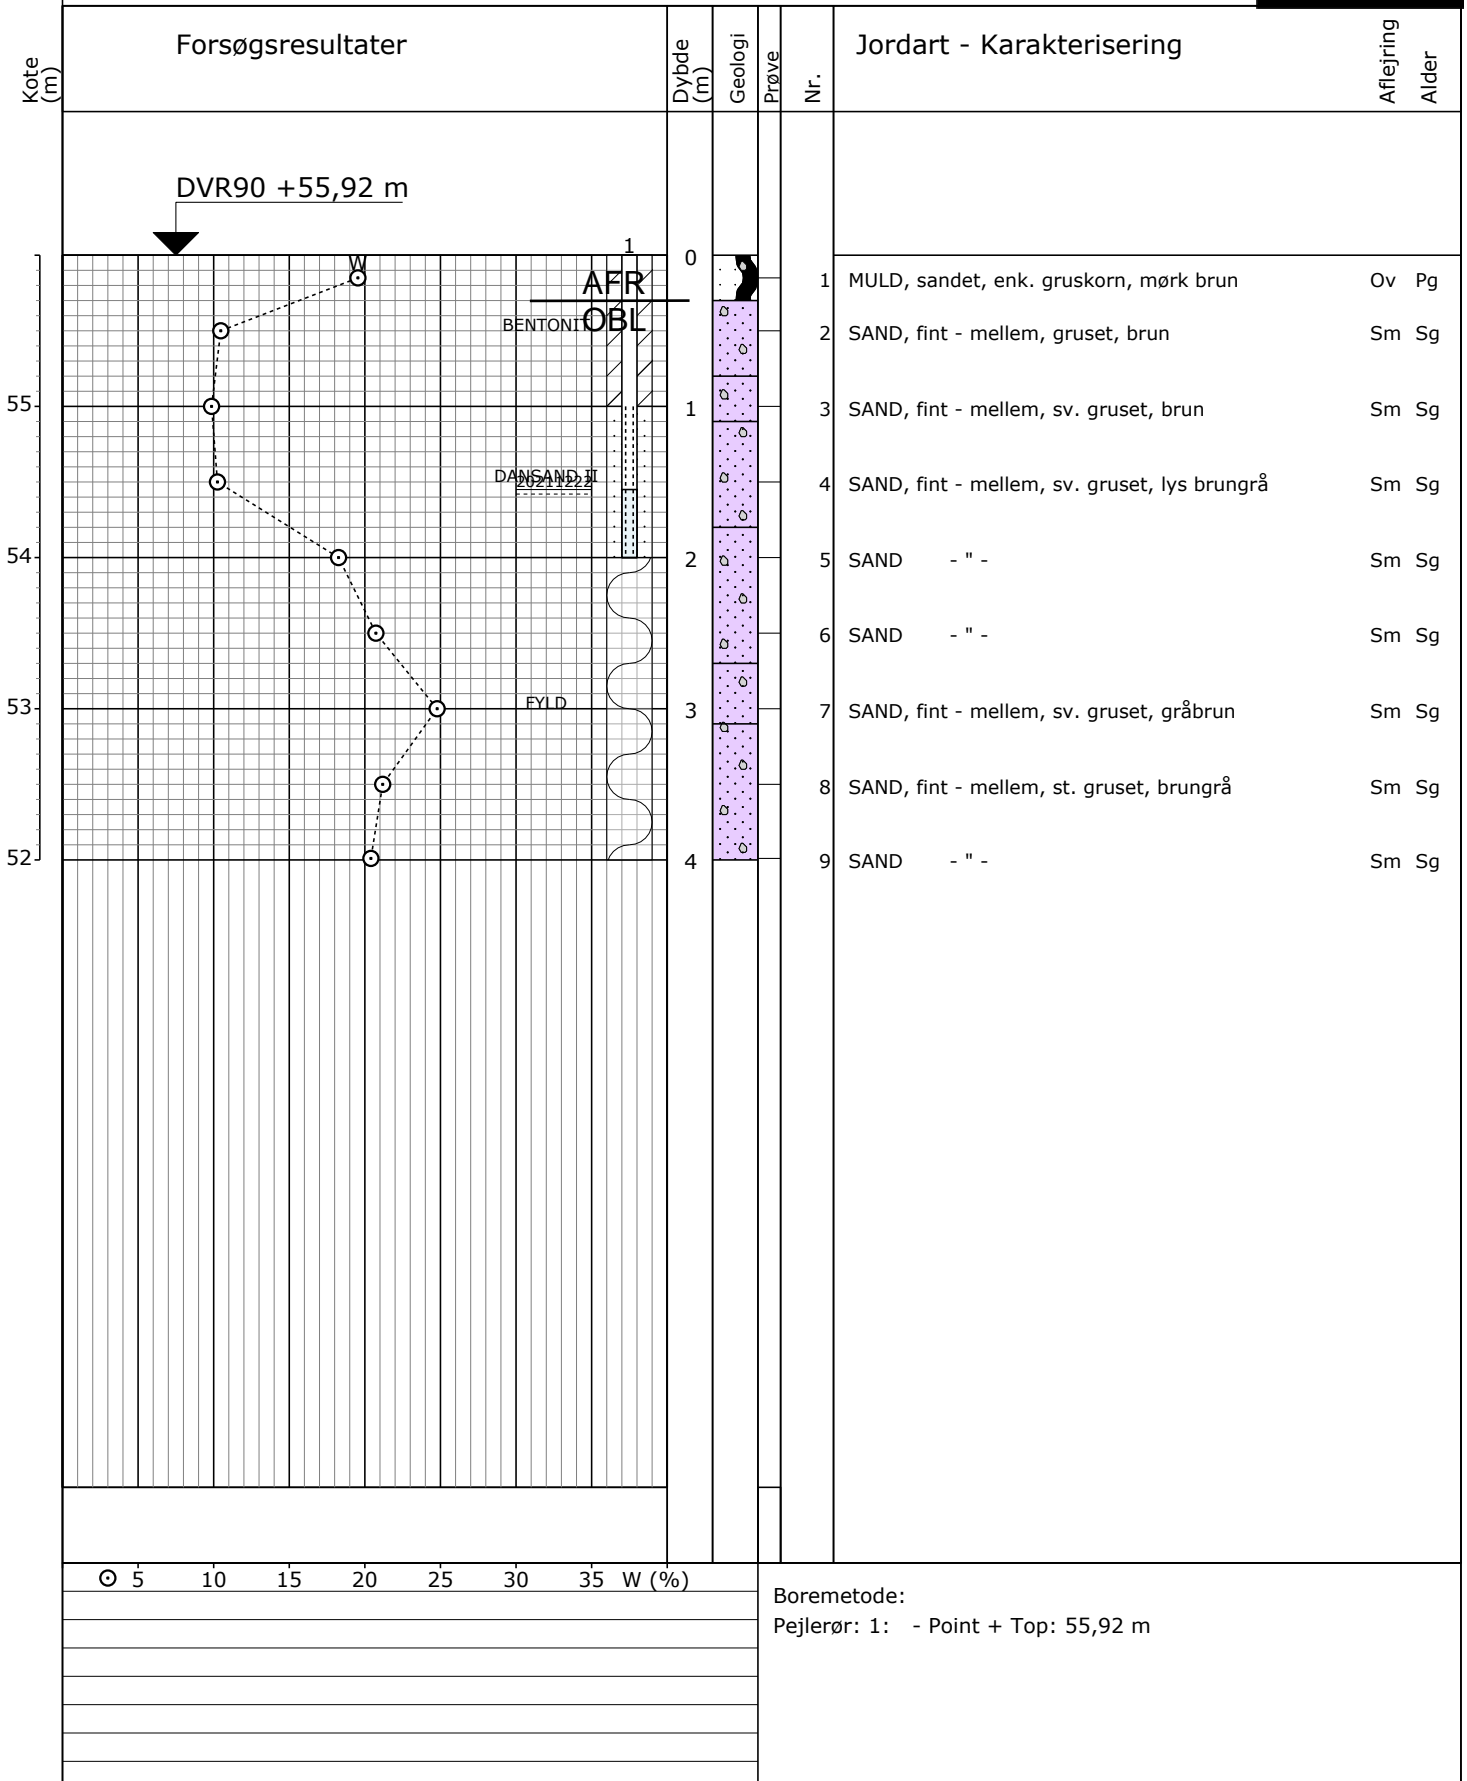 Forsøgsresultater
Kote
(m)
Dybde
(m)
Geologi
Prøve
Nr.
Jordart - Karakterisering
Aflejring
Alder
DVR90 +55,92 m
1
W
0
AFR
1 MULD, sandet, enk. gruskorn, mørk brun Ov Pg
BENTONIT
OBL
2 SAND, fint - mellem, gruset, brun Sm Sg
55
1
3 SAND, fint - mellem, sv. gruset, brun Sm Sg
DANSAND II
20211222
4 SAND, fint - mellem, sv. gruset, lys brungrå Sm Sg
54
2
5 SAND - " - Sm Sg
6 SAND - " - Sm Sg
53
FYLD
3
7 SAND, fint - mellem, sv. gruset, gråbrun Sm Sg
8 SAND, fint - mellem, st. gruset, brungrå Sm Sg
52
4
9 SAND - " - Sm Sg
5 10 15 20 25 30 35 W (%)
Boremetode:
Pejlerør: 1: - Point + Top: 55,92 m